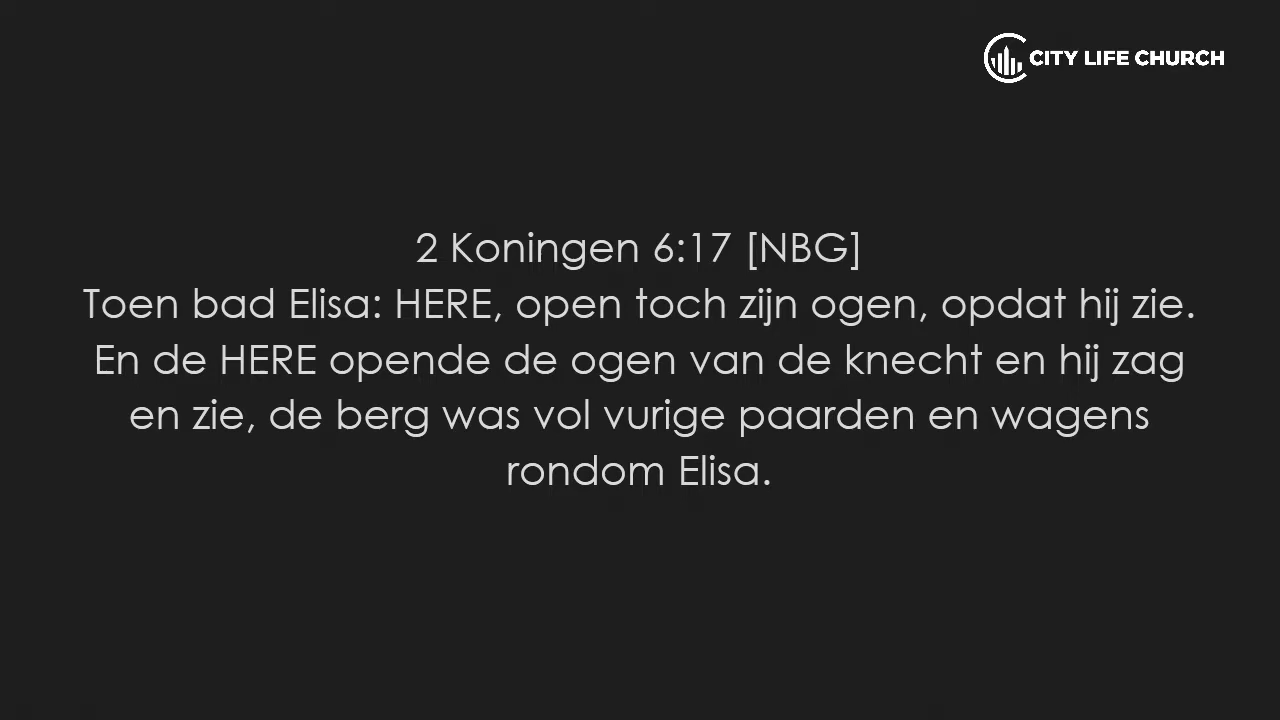 CITY LIFE CHURCH
2 Koningen 6:17 [NBG]
Toen bad Elisa: HERE, open toch zijn ogen, opdat hij zie.
En de HERE opende de ogen van de knecht en hij zag
en zie, de berg was vol vurige paarden en wagens
rondom Elisa.